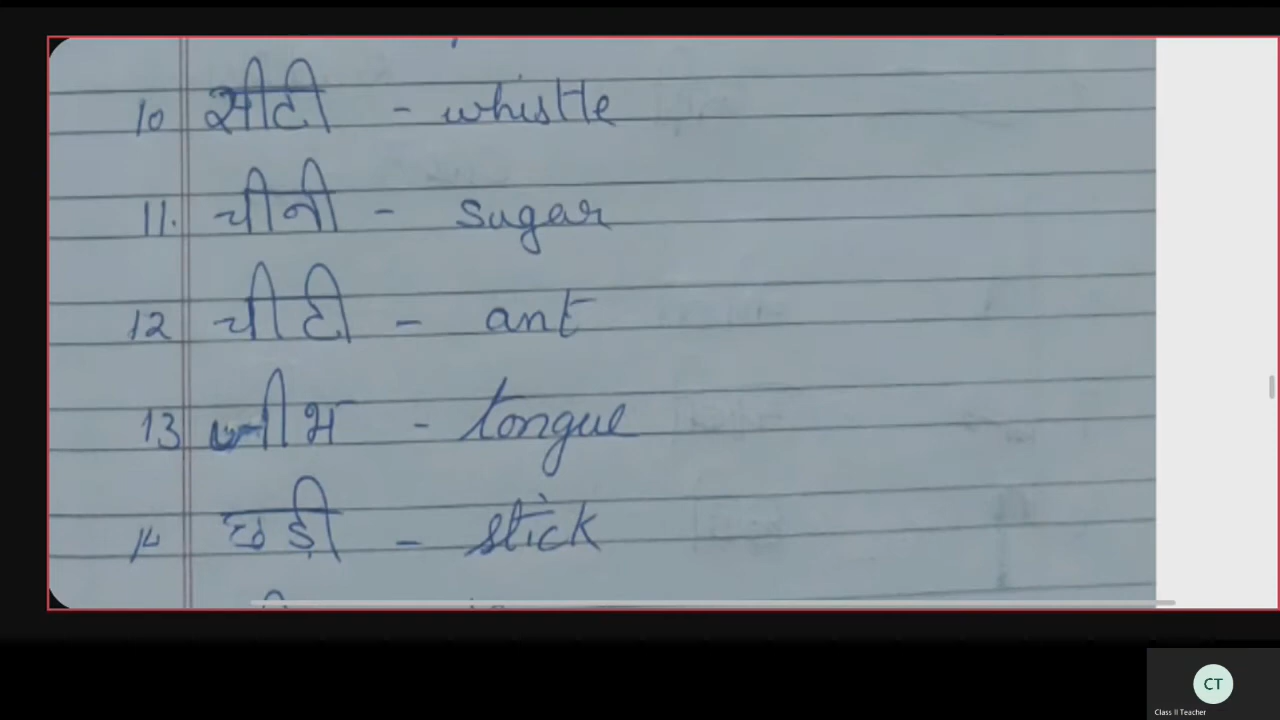 10 सीटी - whistle
11. चीनी - sugar
12 चीटी - ant
13 जीभ - tongue
14 छड़ी - stick
CT
Class II Teacher